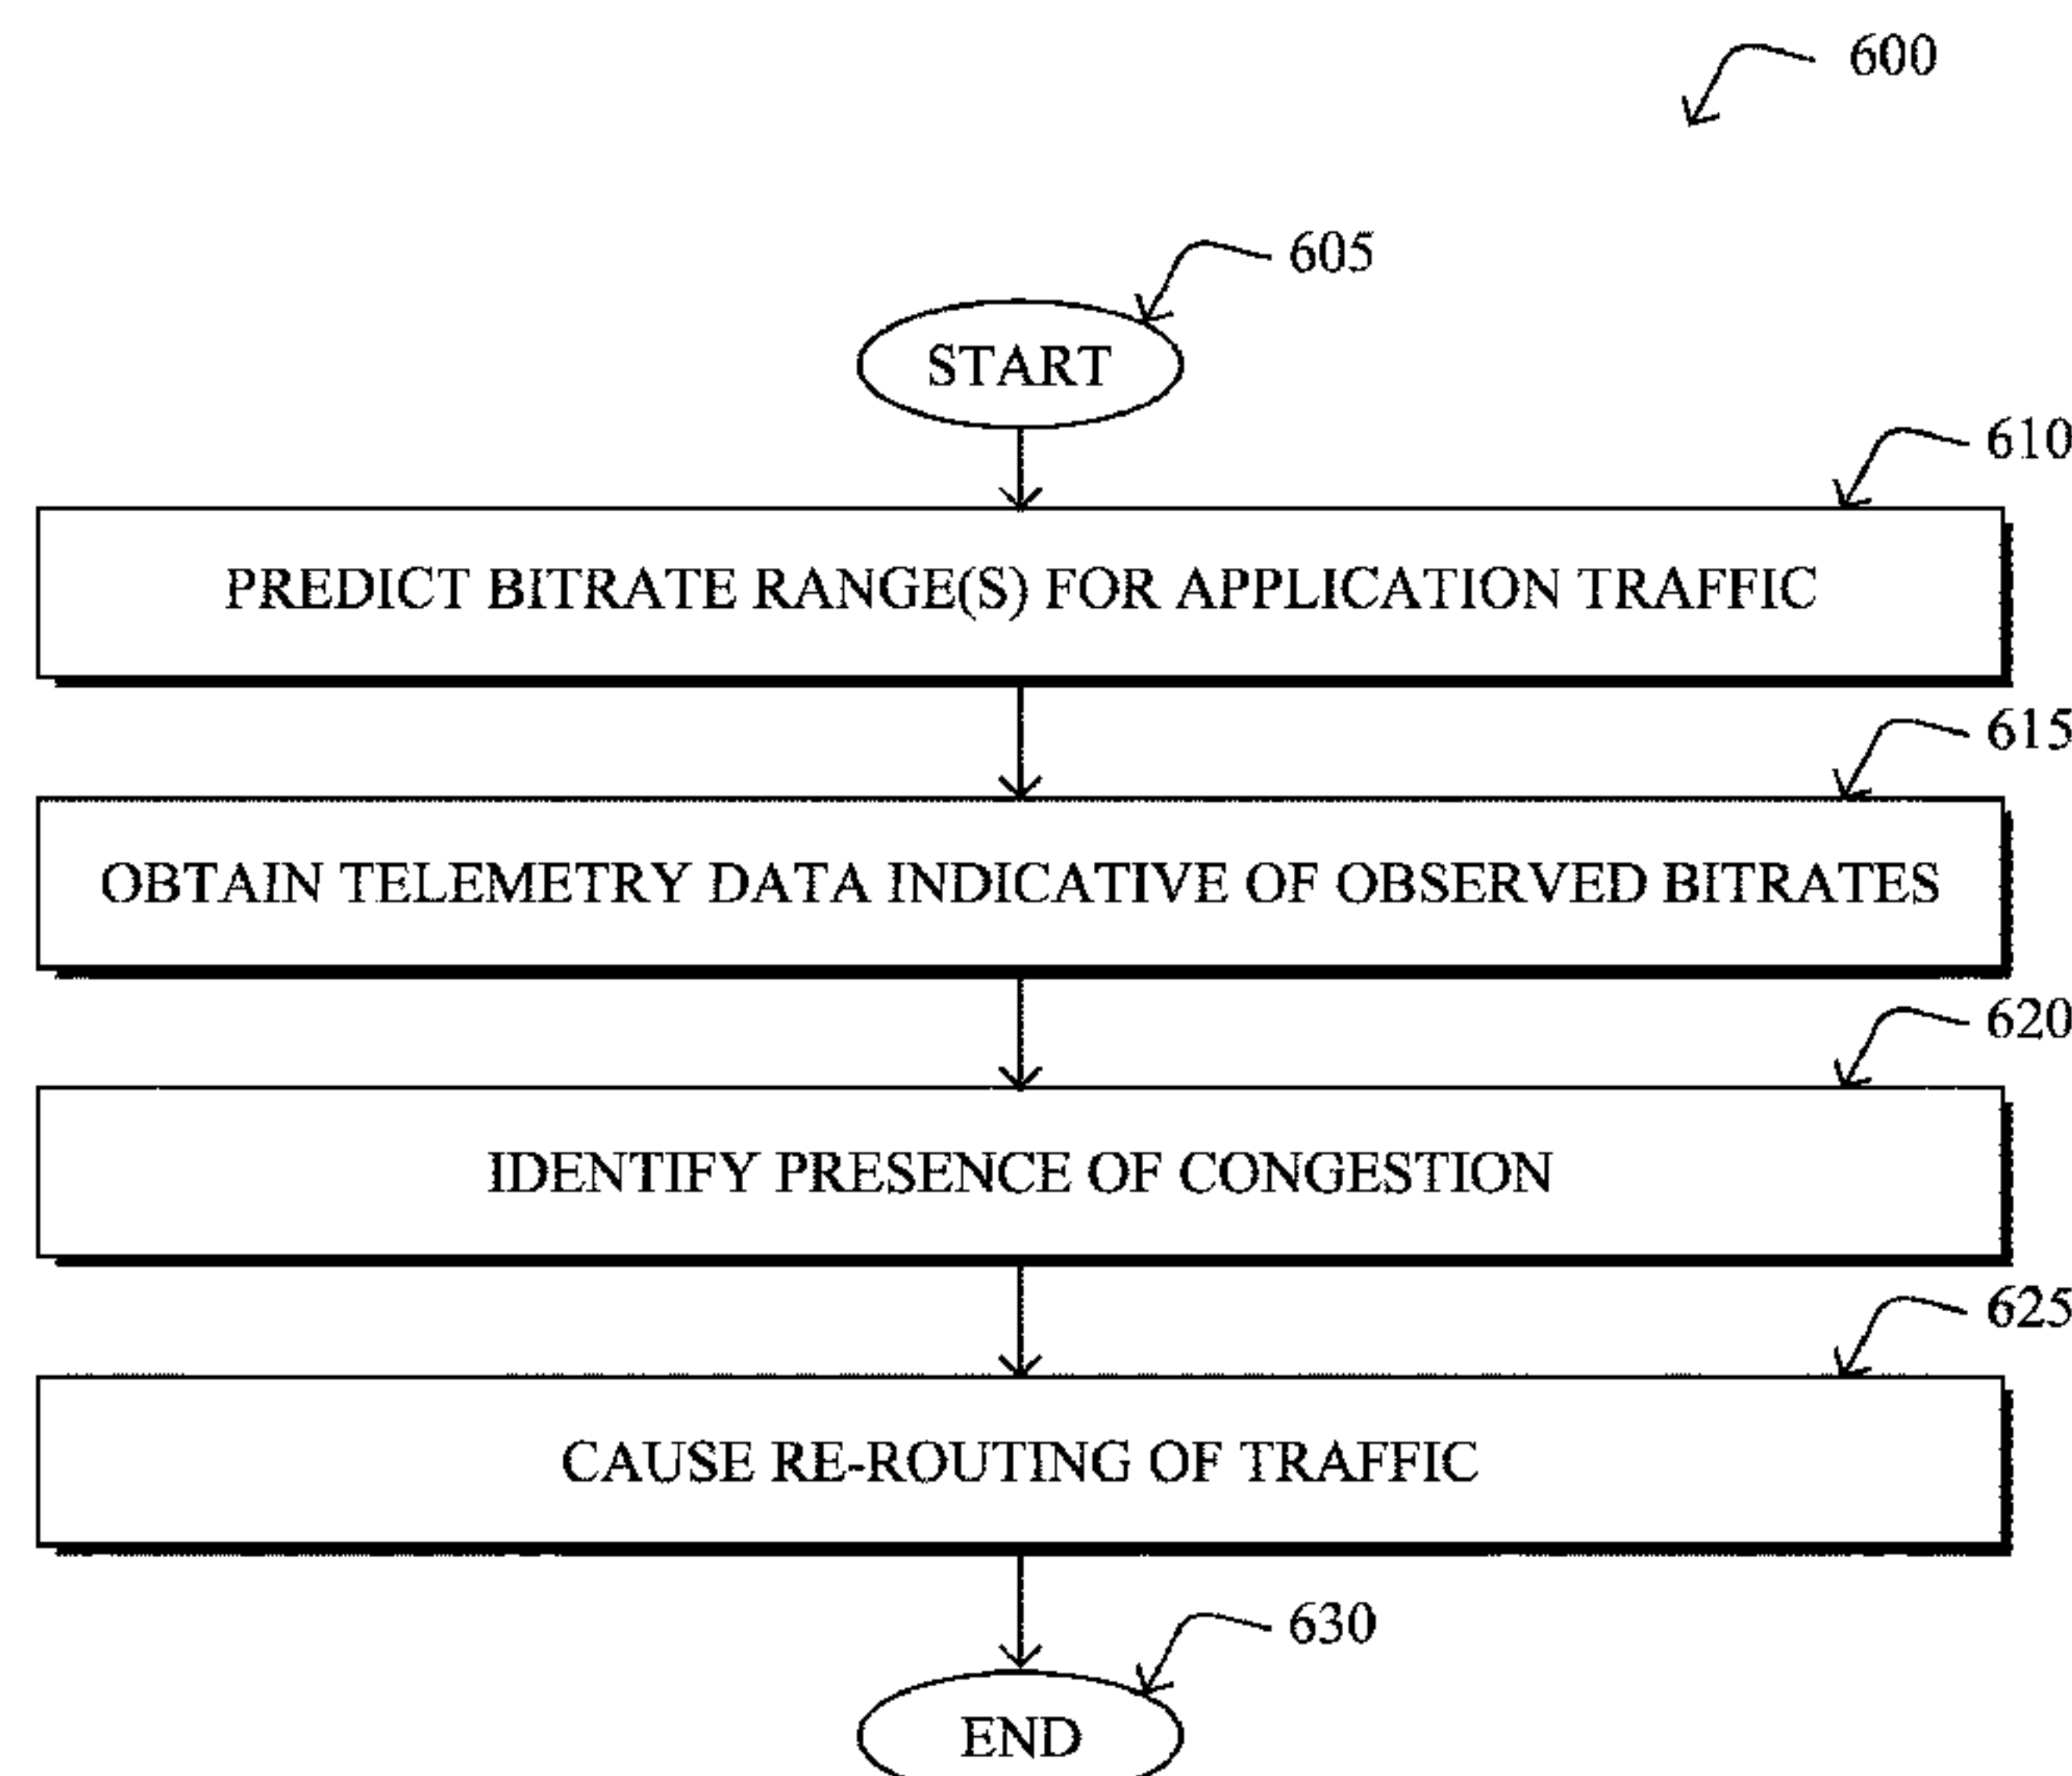 600
605
START
610
PREDICT BITRATE RANGE(S) FOR APPLICATION TRAFFIC
615
OBTAIN TELEMETRY DATA INDICATIVE OF OBSERVED BITRATES
620
IDENTIFY PRESENCE OF CONGESTION
625
CAUSE RE-ROUTING OF TRAFFIC
630
END